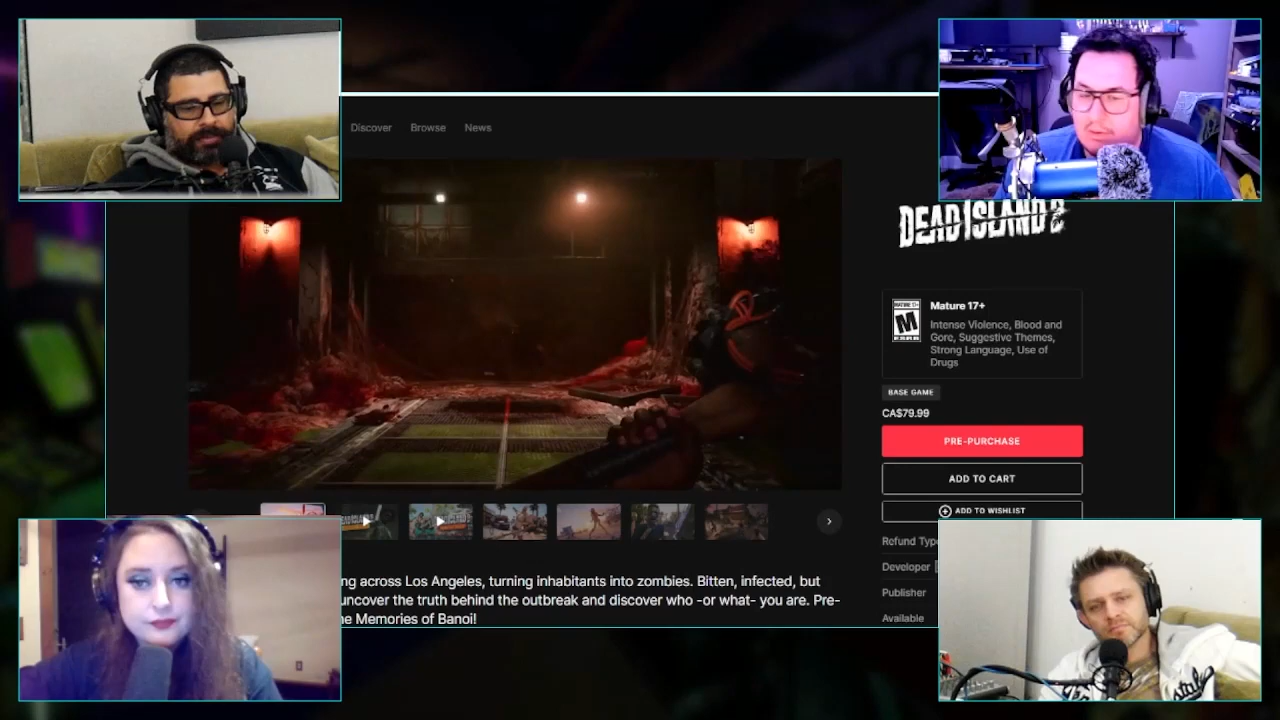 Discover Browse News
DEAD ISLAND 2
MATURE 17+
M
ESRB
Mature 17+
Intense Violence, Blood and
Gore, Suggestive Themes,
Strong Language, Use of
Drugs
BASE GAME
CA$79.99
PRE-PURCHASE
ADD TO CART
ADD TO WISHLIST
Refund Type
Developer
Publisher
Available
ng across Los Angeles, turning inhabitants into zombies. Bitten, infected, but
uncover the truth behind the outbreak and discover who -or what- you are. Pre-
he Memories of Banoi!